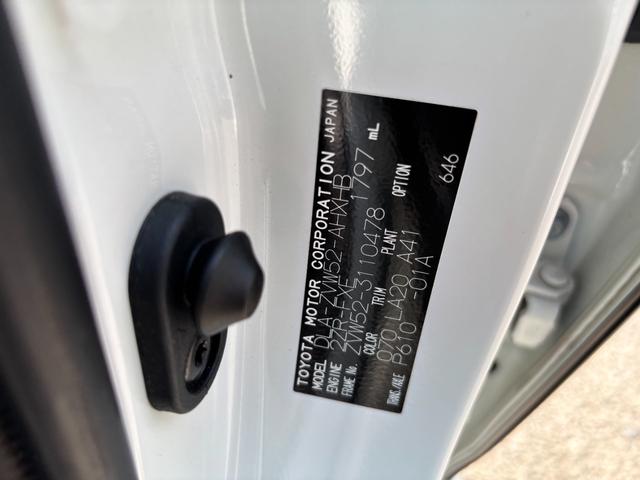 TOYOTA MOTOR CORPORATION JAPAN
MODEL DLA-ZVW52-AHXHB
ENGINE 2ZR-FXE 1797 mL
FRAME No. ZVW52-3110478
COLOR TRIM PLANT OPTION
070 LA20 A41
TRANS./AXLE P610 -01A 646